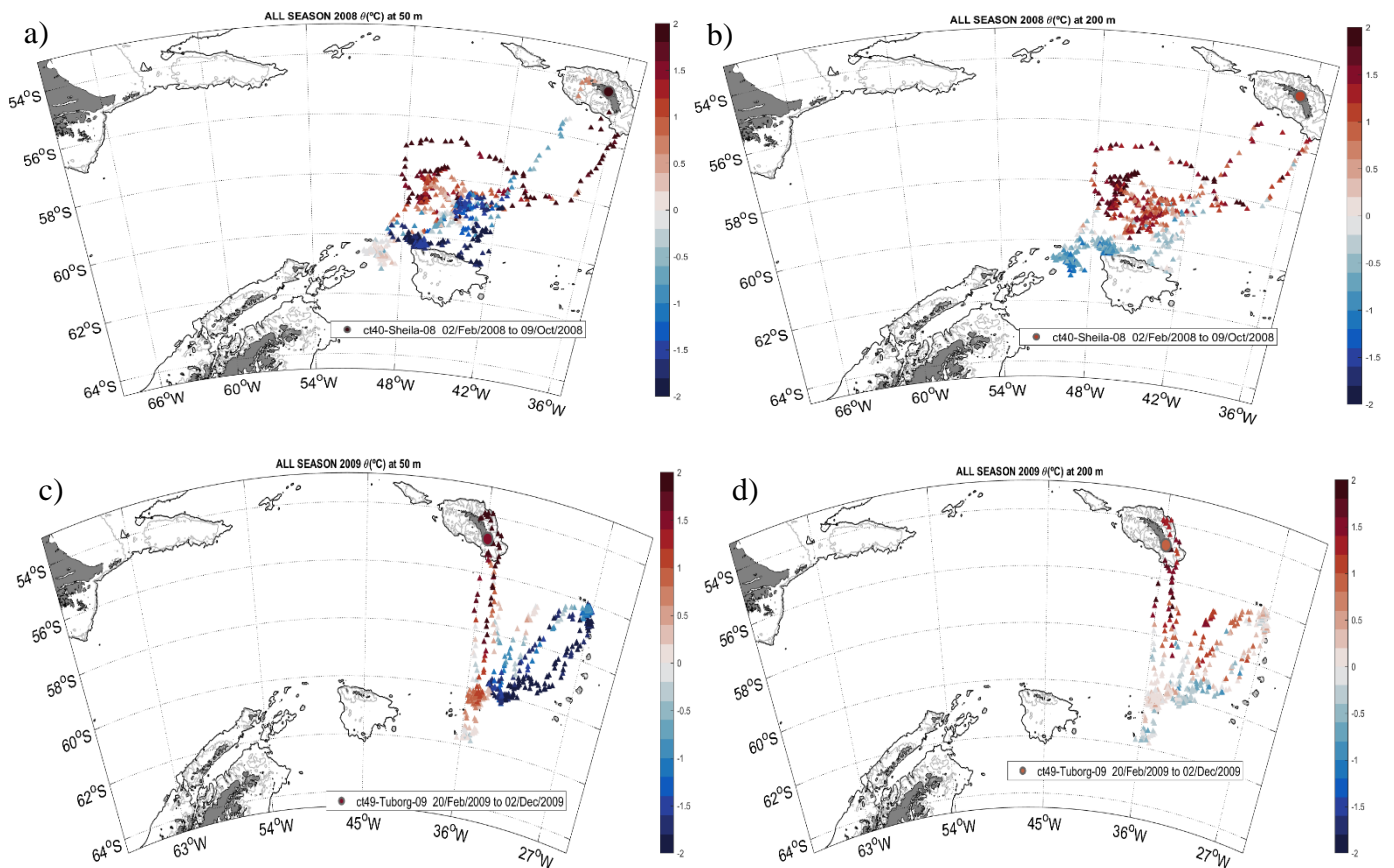 a)
ALL SEASON 2008 θ(ºC) at 50 m
54°S
56°S
58°S
60°S
62°S
64°S
66°W
60°W
54°W
48°W
42°W
36°W
ct40-Sheila-08 02/Feb/2008 to 09/Oct/2008
2
1.5
1
0.5
0
-0.5
-1
-1.5
-2
b)
ALL SEASON 2008 θ(ºC) at 200 m
54°S
56°S
58°S
60°S
62°S
64°S
66°W
60°W
54°W
48°W
42°W
36°W
ct40-Sheila-08 02/Feb/2008 to 09/Oct/2008
2
1.5
1
0.5
0
-0.5
-1
-1.5
-2
c)
ALL SEASON 2009 θ(ºC) at 50 m
54°S
56°S
58°S
60°S
62°S
64°S
63°W
54°W
45°W
36°W
27°W
ct49-Tuborg-09 20/Feb/2009 to 02/Dec/2009
2
1.5
1
0.5
0
-0.5
-1
-1.5
-2
d)
ALL SEASON 2009 θ(ºC) at 200 m
54°S
56°S
58°S
60°S
62°S
64°S
63°W
54°W
45°W
36°W
27°W
ct49-Tuborg-09 20/Feb/2009 to 02/Dec/2009
2
1.5
1
0.5
0
-0.5
-1
-1.5
-2